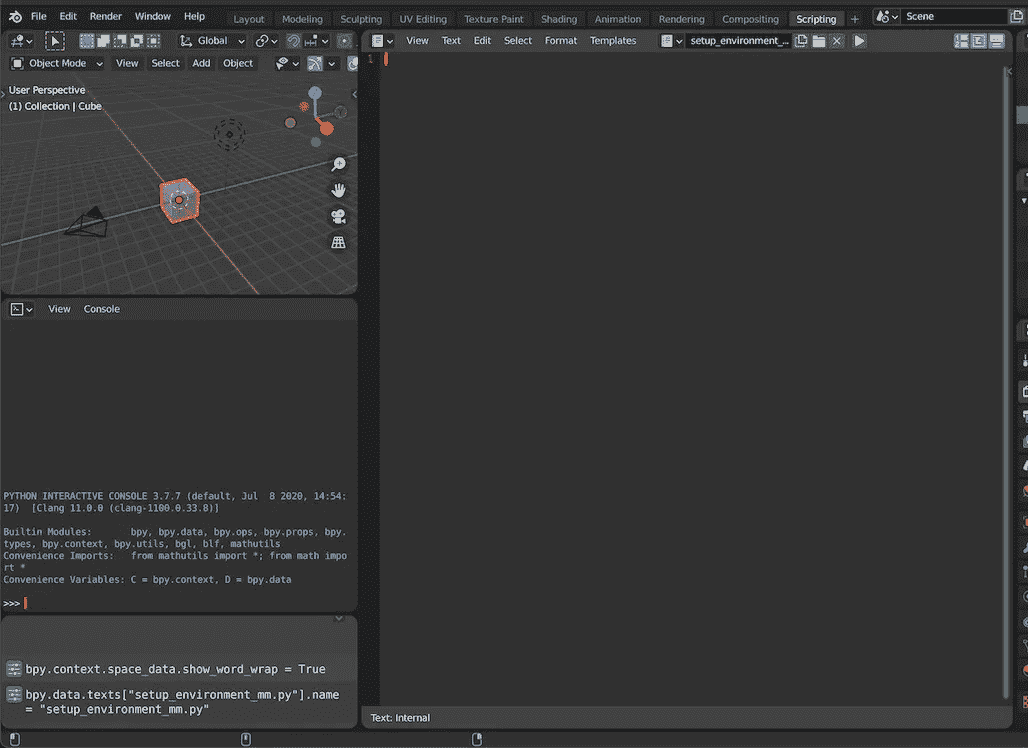 File Edit Render Window Help Layout Modeling Sculpting UV Editing Texture Paint Shading Animation Rendering Compositing Scripting + Scene
Global View Text Edit Select Format Templates setup_environment_...
Object Mode View Select Add Object
1
User Perspective
(1) Collection | Cube
View Console
PYTHON INTERACTIVE CONSOLE 3.7.7 (default, Jul  8 2020, 14:54:
17)  [Clang 11.0.0 (clang-1100.0.33.8)]
Builtin Modules:       bpy, bpy.data, bpy.ops, bpy.props, bpy.
types, bpy.context, bpy.utils, bgl, blf, mathutils
Convenience Imports:   from mathutils import *; from math impo
rt *
Convenience Variables: C = bpy.context, D = bpy.data
>>>
bpy.context.space_data.show_word_wrap = True
bpy.data.texts["setup_environment_mm.py"].name
= "setup_environment_mm.py"
Text: Internal